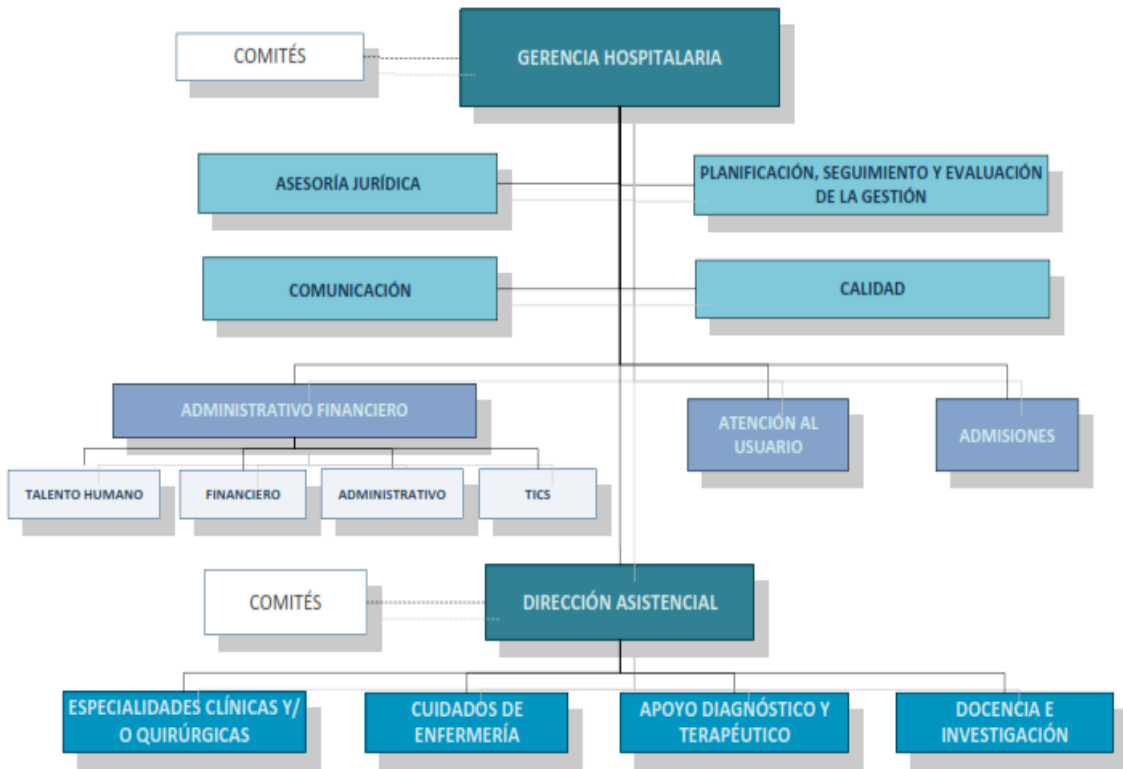 COMITÉS
GERENCIA HOSPITALARIA
ASESORÍA JURÍDICA
PLANIFICACIÓN, SEGUIMIENTO Y EVALUACIÓN
DE LA GESTIÓN
COMUNICACIÓN
CALIDAD
ADMINISTRATIVO FINANCIERO
ATENCIÓN AL
USUARIO
ADMISIONES
TALENTO HUMANO
FINANCIERO
ADMINISTRATIVO
TICS
COMITÉS
DIRECCIÓN ASISTENCIAL
ESPECIALIDADES CLÍNICAS Y/
O QUIRÚRGICAS
CUIDADOS DE
ENFERMERÍA
APOYO DIAGNÓSTICO Y
TERAPÉUTICO
DOCENCIA E
INVESTIGACIÓN